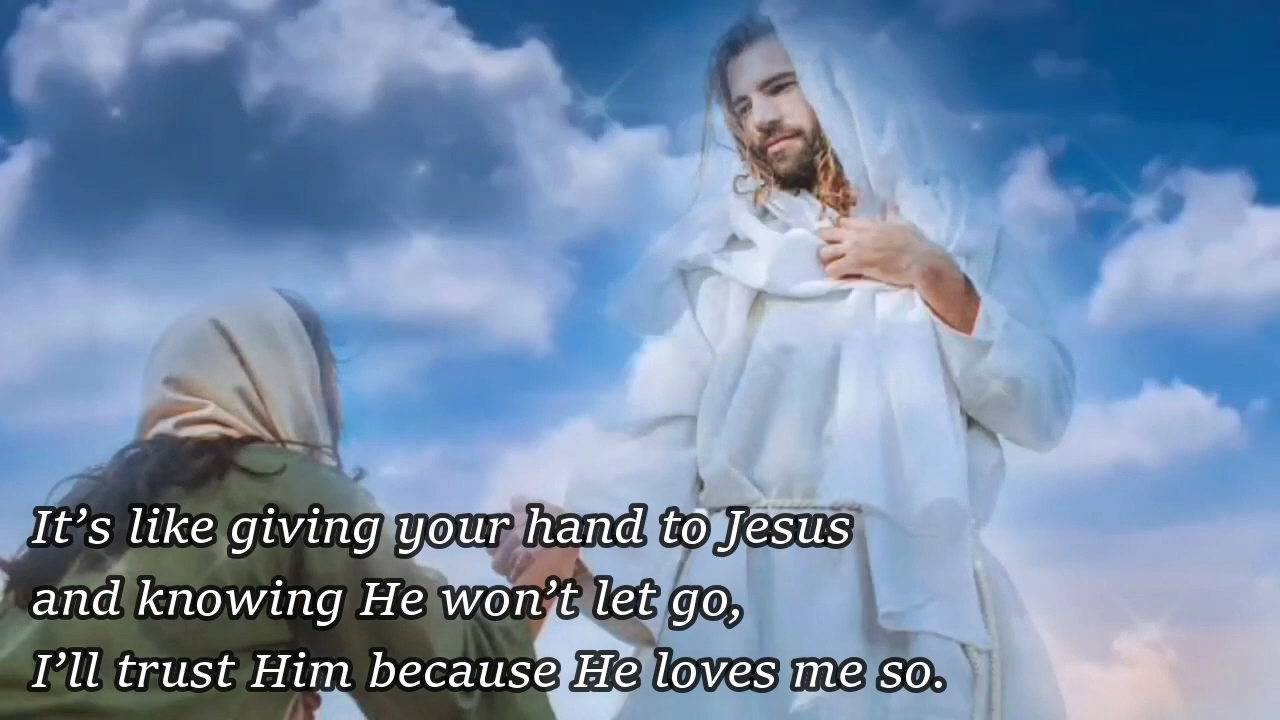 It’s like giving your hand to Jesus
and knowing He won’t let go,
I’ll trust Him because He loves me so.